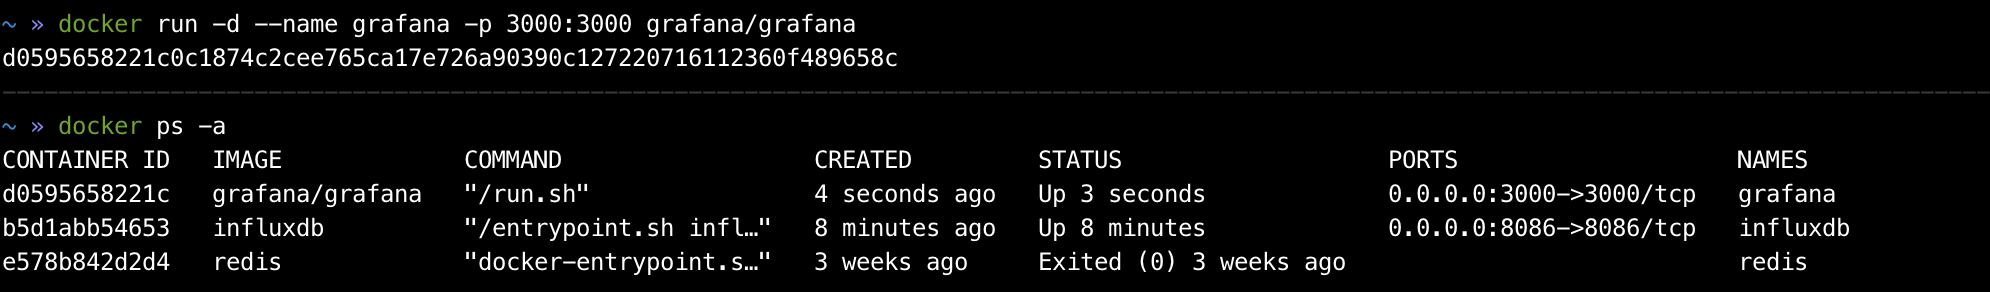 ~ » docker run -d --name grafana -p 3000:3000 grafana/grafana
d0595658221c0c1874c2cee765ca17e726a90390c127220716112360f489658c
~ » docker ps -a
CONTAINER ID   IMAGE             COMMAND                  CREATED         STATUS                   PORTS                    NAMES
d0595658221c   grafana/grafana   "/run.sh"                4 seconds ago   Up 3 seconds             0.0.0.0:3000->3000/tcp   grafana
b5d1abb54653   influxdb          "/entrypoint.sh infl…"   8 minutes ago   Up 8 minutes             0.0.0.0:8086->8086/tcp   influxdb
e578b842d2d4   redis             "docker-entrypoint.s…"   3 weeks ago     Exited (0) 3 weeks ago                            redis